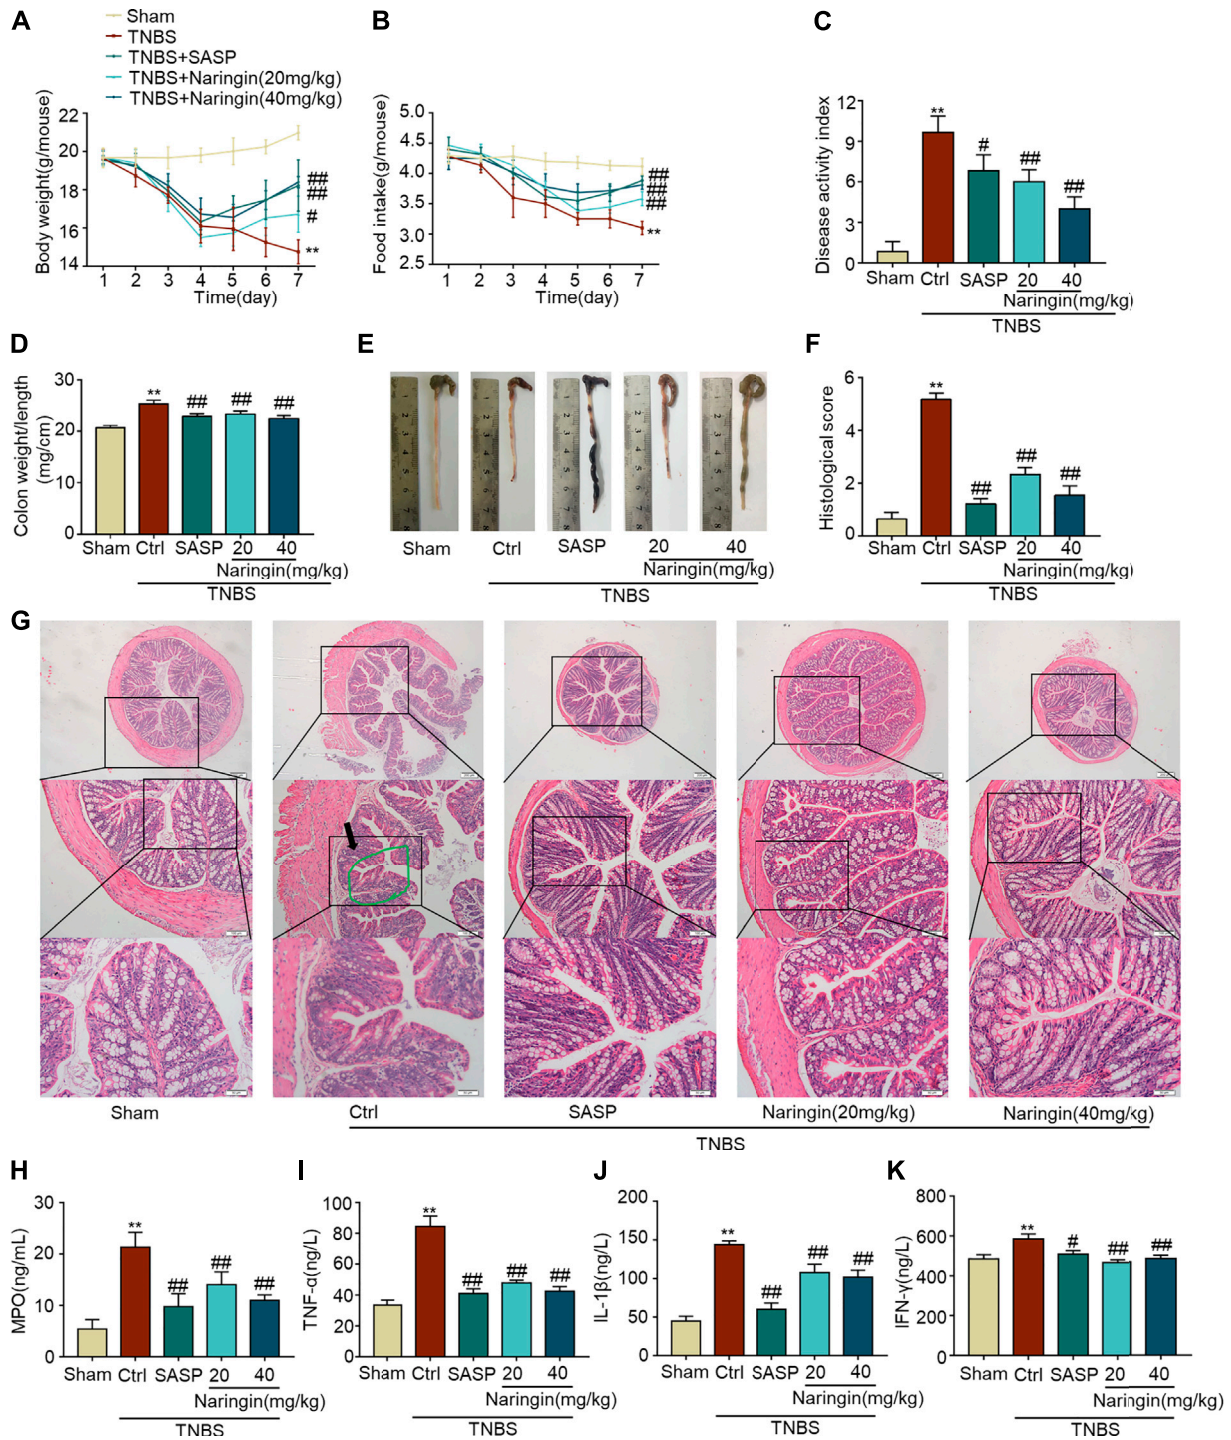 A
Sham
TNBS
TNBS+SASP
TNBS+Naringin(20mg/kg)
TNBS+Naringin(40mg/kg)
Body weight(g/mouse)
22
20
18
16
14
##
##
#
**
1 2 3 4 5 6 7
Time(day)
B
Food intake(g/mouse)
5.0
4.5
4.0
3.5
3.0
2.5
##
##
##
**
1 2 3 4 5 6 7
Time(day)
C
Disease activity index
12
9
6
3
0
** # ## ##
Sham Ctrl SASP 20 40
Naringin(mg/kg)
TNBS
D
Colon weight/length
(mg/cm)
30
20
10
0
** ## ## ##
Sham Ctrl SASP 20 40
Naringin(mg/kg)
TNBS
E
1 2 3 4 5 6 7 8
Sham Ctrl SASP 20 40
Naringin(mg/kg)
TNBS
F
Histological score
6
4
2
0
** ## ## ##
Sham Ctrl SASP 20 40
Naringin(mg/kg)
TNBS
G
Sham Ctrl SASP Naringin(20mg/kg) Naringin(40mg/kg)
TNBS
H
MPO(ng/mL)
30
20
10
0
** ## ## ##
Sham Ctrl SASP 20 40
Naringin(mg/kg)
TNBS
I
TNF-α(ng/L)
100
80
60
40
20
0
** ## ## ##
Sham Ctrl SASP 20 40
Naringin(mg/kg)
TNBS
J
IL-1β(ng/L)
200
150
100
50
0
** ## ## ##
Sham Ctrl SASP 20 40
Naringin(mg/kg)
TNBS
K
IFN-γ(ng/L)
800
600
400
200
0
** # ## ##
Sham Ctrl SASP 20 40
Naringin(mg/kg)
TNBS